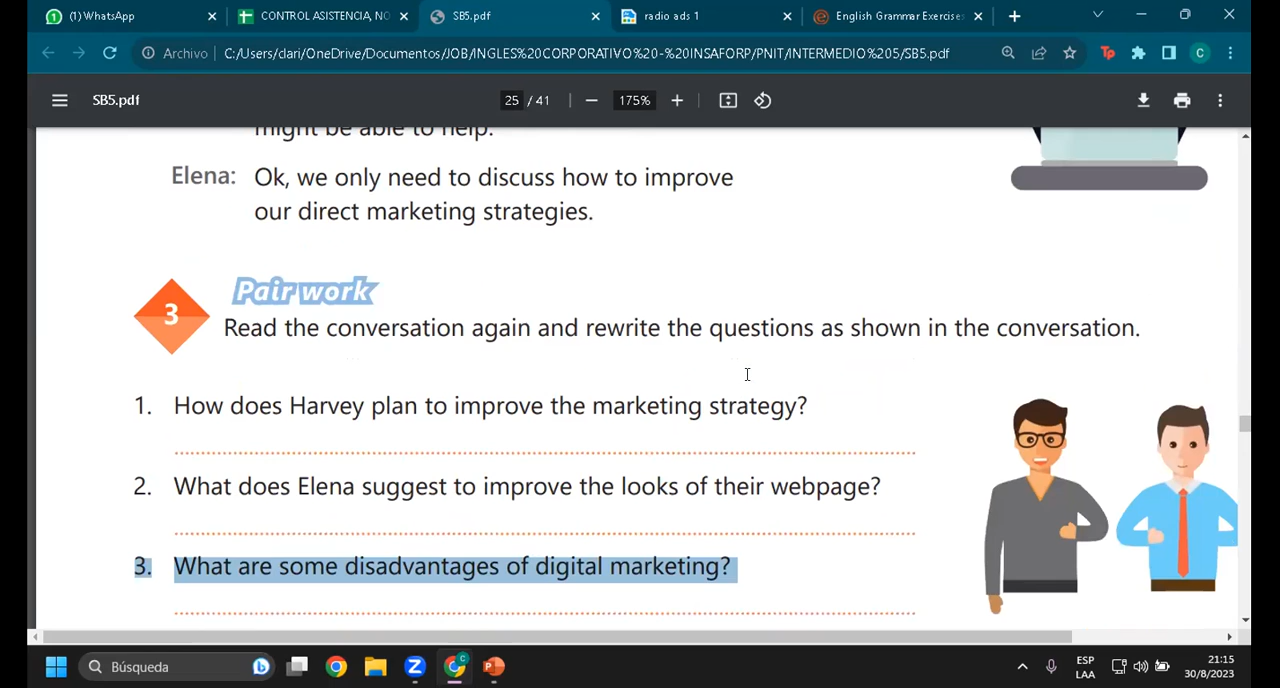 (1) WhatsApp
CONTROL ASISTENCIA, NO
SB5.pdf
radio ads 1
English Grammar Exercises
Archivo
C:/Users/clari/OneDrive/Documentos/JOB/INGLES%20CORPORATIVO%20-%20INSAFORP/PNIT/INTERMEDIO%205/SB5.pdf
C
SB5.pdf
25 / 41
175%
might be able to help.
Elena: Ok, we only need to discuss how to improve
our direct marketing strategies.
3
Pair work
Read the conversation again and rewrite the questions as shown in the conversation.
1. How does Harvey plan to improve the marketing strategy?
2. What does Elena suggest to improve the looks of their webpage?
3. What are some disadvantages of digital marketing?
Búsqueda
ESP
LAA
21:15
30/8/2023